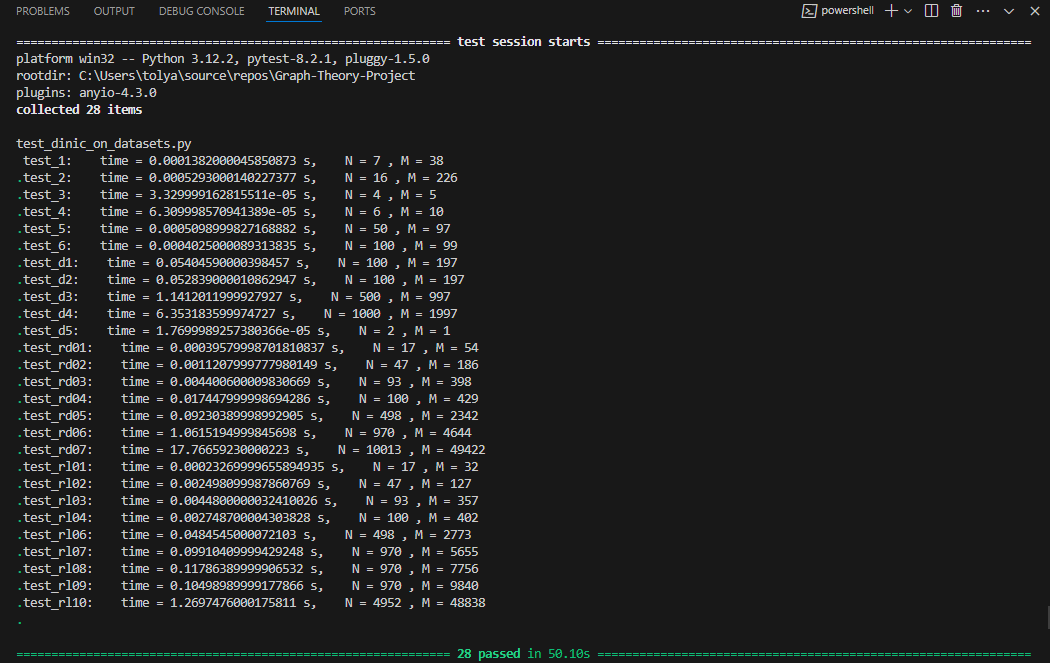 PROBLEMS OUTPUT DEBUG CONSOLE TERMINAL PORTS powershell
============================================================== test session starts ==============================================================
platform win32 -- Python 3.12.2, pytest-8.2.1, pluggy-1.5.0
rootdir: C:\Users\tolya\source\repos\Graph-Theory-Project
plugins: anyio-4.3.0
collected 28 items
test_dinic_on_datasets.py
test_1: time = 0.0001382000045850873 s, N = 7 , M = 38
.test_2: time = 0.0005293000140227377 s, N = 16 , M = 226
.test_3: time = 3.329999162815511e-05 s, N = 4 , M = 5
.test_4: time = 6.309998570941389e-05 s, N = 6 , M = 10
.test_5: time = 0.0005098999827168882 s, N = 50 , M = 97
.test_6: time = 0.0004025000089313835 s, N = 100 , M = 99
.test_d1: time = 0.05404590000398457 s, N = 100 , M = 197
.test_d2: time = 0.052839000010862947 s, N = 100 , M = 197
.test_d3: time = 1.1412011999927927 s, N = 500 , M = 997
.test_d4: time = 6.353183599974727 s, N = 1000 , M = 1997
.test_d5: time = 1.7699989257380366e-05 s, N = 2 , M = 1
.test_rd01: time = 0.00039579998701810837 s, N = 17 , M = 54
.test_rd02: time = 0.0011207999777980149 s, N = 47 , M = 186
.test_rd03: time = 0.004400600009830669 s, N = 93 , M = 398
.test_rd04: time = 0.017447999998694286 s, N = 100 , M = 429
.test_rd05: time = 0.09230389998992905 s, N = 498 , M = 2342
.test_rd06: time = 1.0615194999845698 s, N = 970 , M = 4644
.test_rd07: time = 17.76659230000223 s, N = 10013 , M = 49422
.test_rl01: time = 0.00023269999655894935 s, N = 17 , M = 32
.test_rl02: time = 0.002498099987860769 s, N = 47 , M = 127
.test_rl03: time = 0.0044800000032410026 s, N = 93 , M = 357
.test_rl04: time = 0.002748700004303828 s, N = 100 , M = 402
.test_rl06: time = 0.0484545000072103 s, N = 498 , M = 2773
.test_rl07: time = 0.09910409999429248 s, N = 970 , M = 5655
.test_rl08: time = 0.11786389999906532 s, N = 970 , M = 7756
.test_rl09: time = 0.10498989999177866 s, N = 970 , M = 9840
.test_rl10: time = 1.2697476000175811 s, N = 4952 , M = 48838
.
============================================================== 28 passed in 50.10s ==============================================================